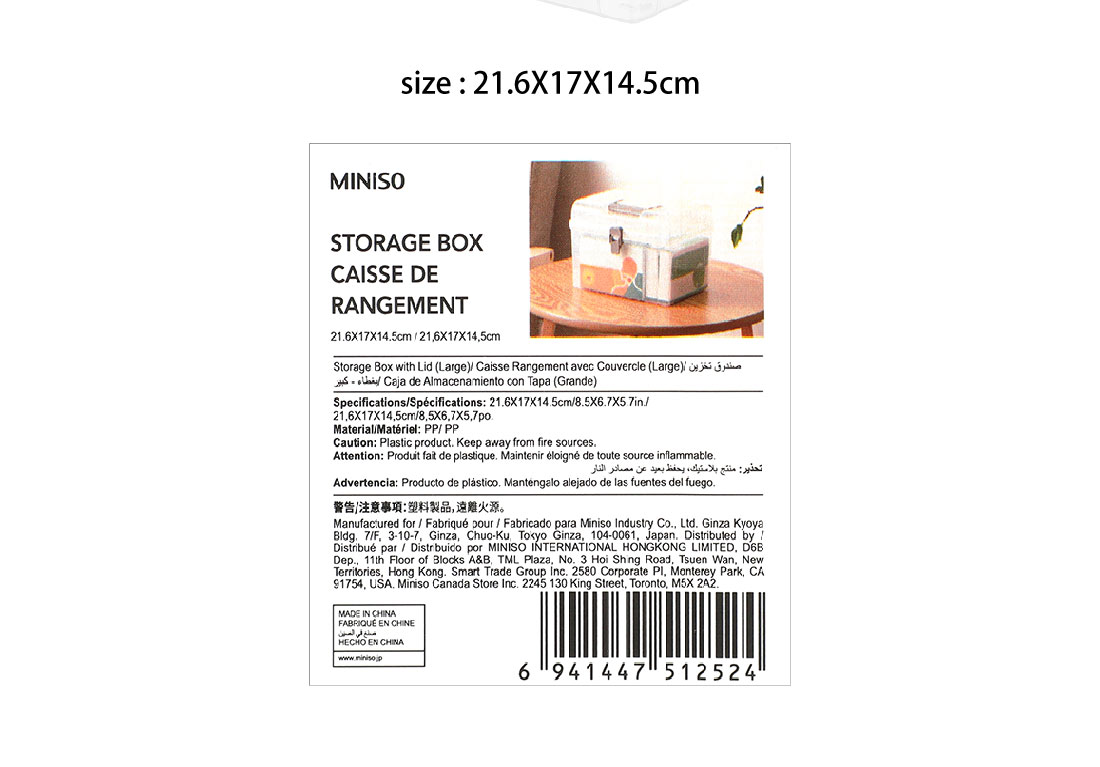 size : 21.6X17X14.5cm
MINISO
STORAGE BOX
CAISSE DE
RANGEMENT
21.6X17X14.5cm / 21,6X17X14,5cm
Storage Box with Lid (Large)/ Caisse Rangement avec Couvercle (Large)/ صندوق تخزين
بغطاء - كبير/ Caja de Almacenamiento con Tapa (Grande)
Specifications/Spécifications: 21.6X17X14.5cm/8.5X6.7X5.7in./
21,6X17X14,5cm/8,5X6,7X5,7po.
Material/Matériel: PP/ PP
Caution: Plastic product. Keep away from fire sources.
Attention: Produit fait de plastique. Maintenir éloigné de toute source inflammable.
تحذير: منتج بلاستيك، يحفظ بعيد عن مصادر النار
Advertencia: Producto de plástico. Mantengalo alejado de las fuentes del fuego.
警告/注意事項:塑料製品,遠離火源。
Manufactured for / Fabriqué pour / Fabricado para Miniso Industry Co., Ltd. Ginza Kyoya
Bldg. 7/F, 3-10-7, Ginza, Chuo-Ku, Tokyo Ginza, 104-0061, Japan. Distributed by /
Distribué par / Distribuido por MINISO INTERNATIONAL HONGKONG LIMITED, D6B
Dep., 11th Floor of Blocks A&B, TML Plaza, No. 3 Hoi Shing Road, Tsuen Wan, New
Territories, Hong Kong. Smart Trade Group Inc. 2580 Corporate Pl, Monterey Park, CA
91754, USA. Miniso Canada Store Inc. 2245 130 King Street, Toronto, M5X 2A2.
MADE IN CHINA
FABRIQUÉ EN CHINE
صنع في الصين
HECHO EN CHINA
www.miniso.jp
6 941447 512524